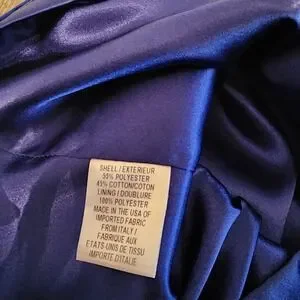 SHELL / EXTERIEUR
55% POLYESTER
45% COTTON/COTON
LINING / DOUBLURE
100% POLYESTER
MADE IN THE USA OF
IMPORTED FABRIC
FROM ITALY /
FABRIQUE AUX
ETATS-UNIS DE TISSU
IMPORTE D'ITALIE